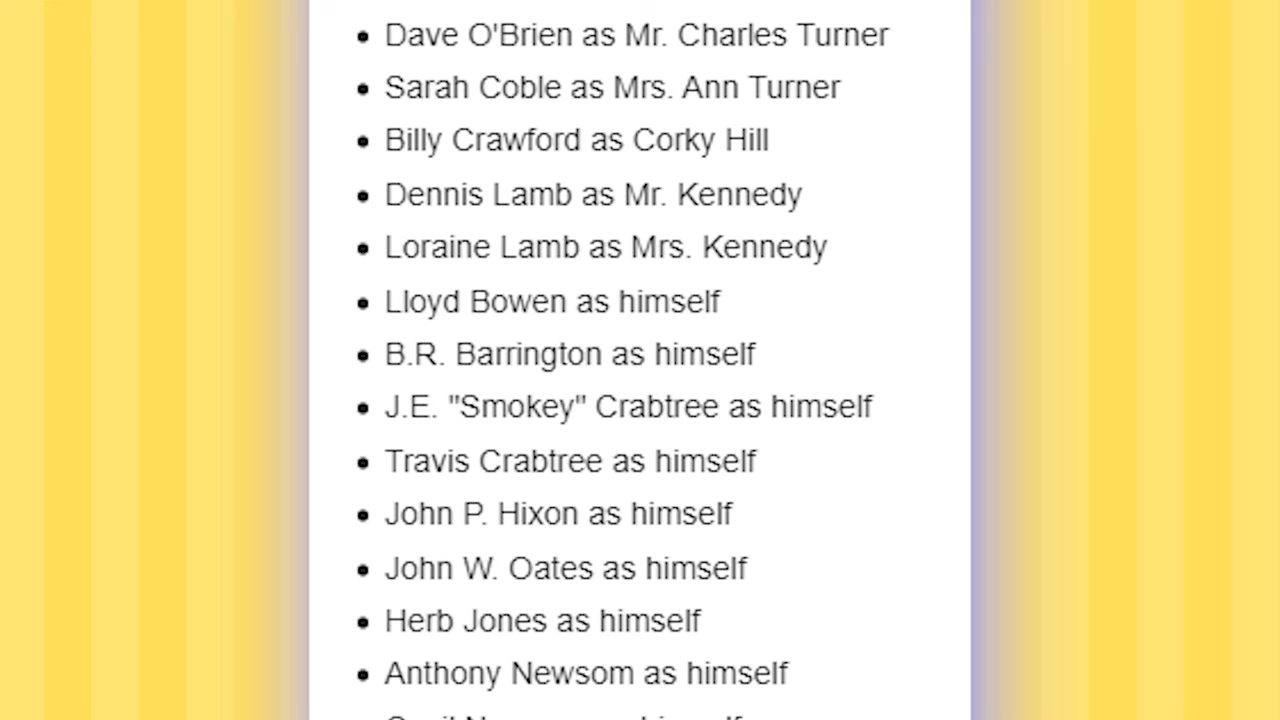 Dave O'Brien as Mr. Charles Turner
Sarah Coble as Mrs. Ann Turner
Billy Crawford as Corky Hill
Dennis Lamb as Mr. Kennedy
Loraine Lamb as Mrs. Kennedy
Lloyd Bowen as himself
B.R. Barrington as himself
J.E. "Smokey" Crabtree as himself
Travis Crabtree as himself
John P. Hixon as himself
John W. Oates as himself
Herb Jones as himself
Anthony Newsom as himself